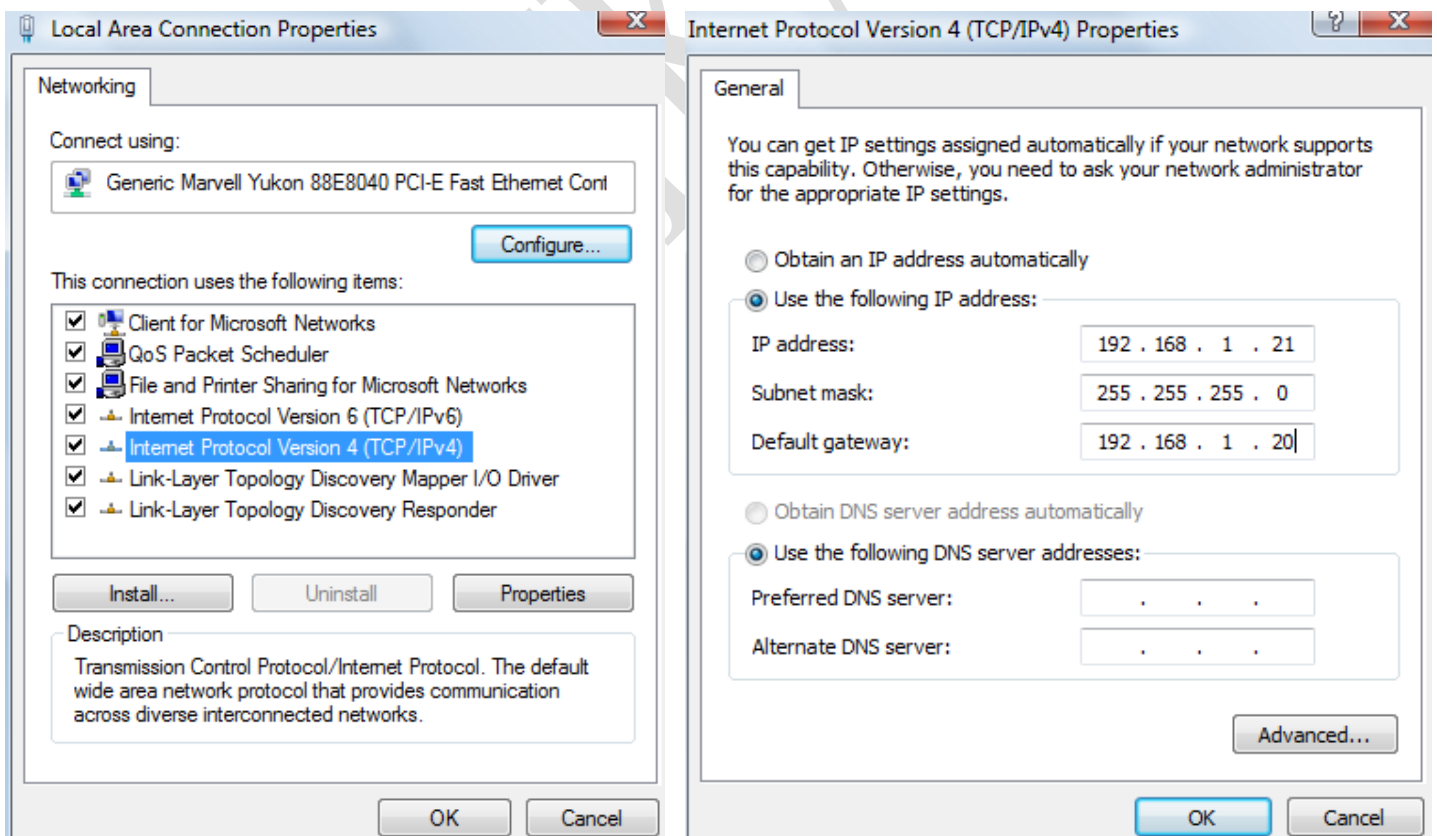 Local Area Connection Properties
Networking
Connect using:
Generic Marvell Yukon 88E8040 PCI-E Fast Ethernet Cont
Configure...
This connection uses the following items:
Client for Microsoft Networks
QoS Packet Scheduler
File and Printer Sharing for Microsoft Networks
Internet Protocol Version 6 (TCP/IPv6)
Internet Protocol Version 4 (TCP/IPv4)
Link-Layer Topology Discovery Mapper I/O Driver
Link-Layer Topology Discovery Responder
Install... Uninstall Properties
Description
Transmission Control Protocol/Internet Protocol. The default
wide area network protocol that provides communication
across diverse interconnected networks.
OK Cancel
Internet Protocol Version 4 (TCP/IPv4) Properties
General
You can get IP settings assigned automatically if your network supports
this capability. Otherwise, you need to ask your network administrator
for the appropriate IP settings.
Obtain an IP address automatically
Use the following IP address:
IP address: 192 . 168 . 1 . 21
Subnet mask: 255 . 255 . 255 . 0
Default gateway: 192 . 168 . 1 . 20
Obtain DNS server address automatically
Use the following DNS server addresses:
Preferred DNS server: . . .
Alternate DNS server: . . .
Advanced...
OK Cancel